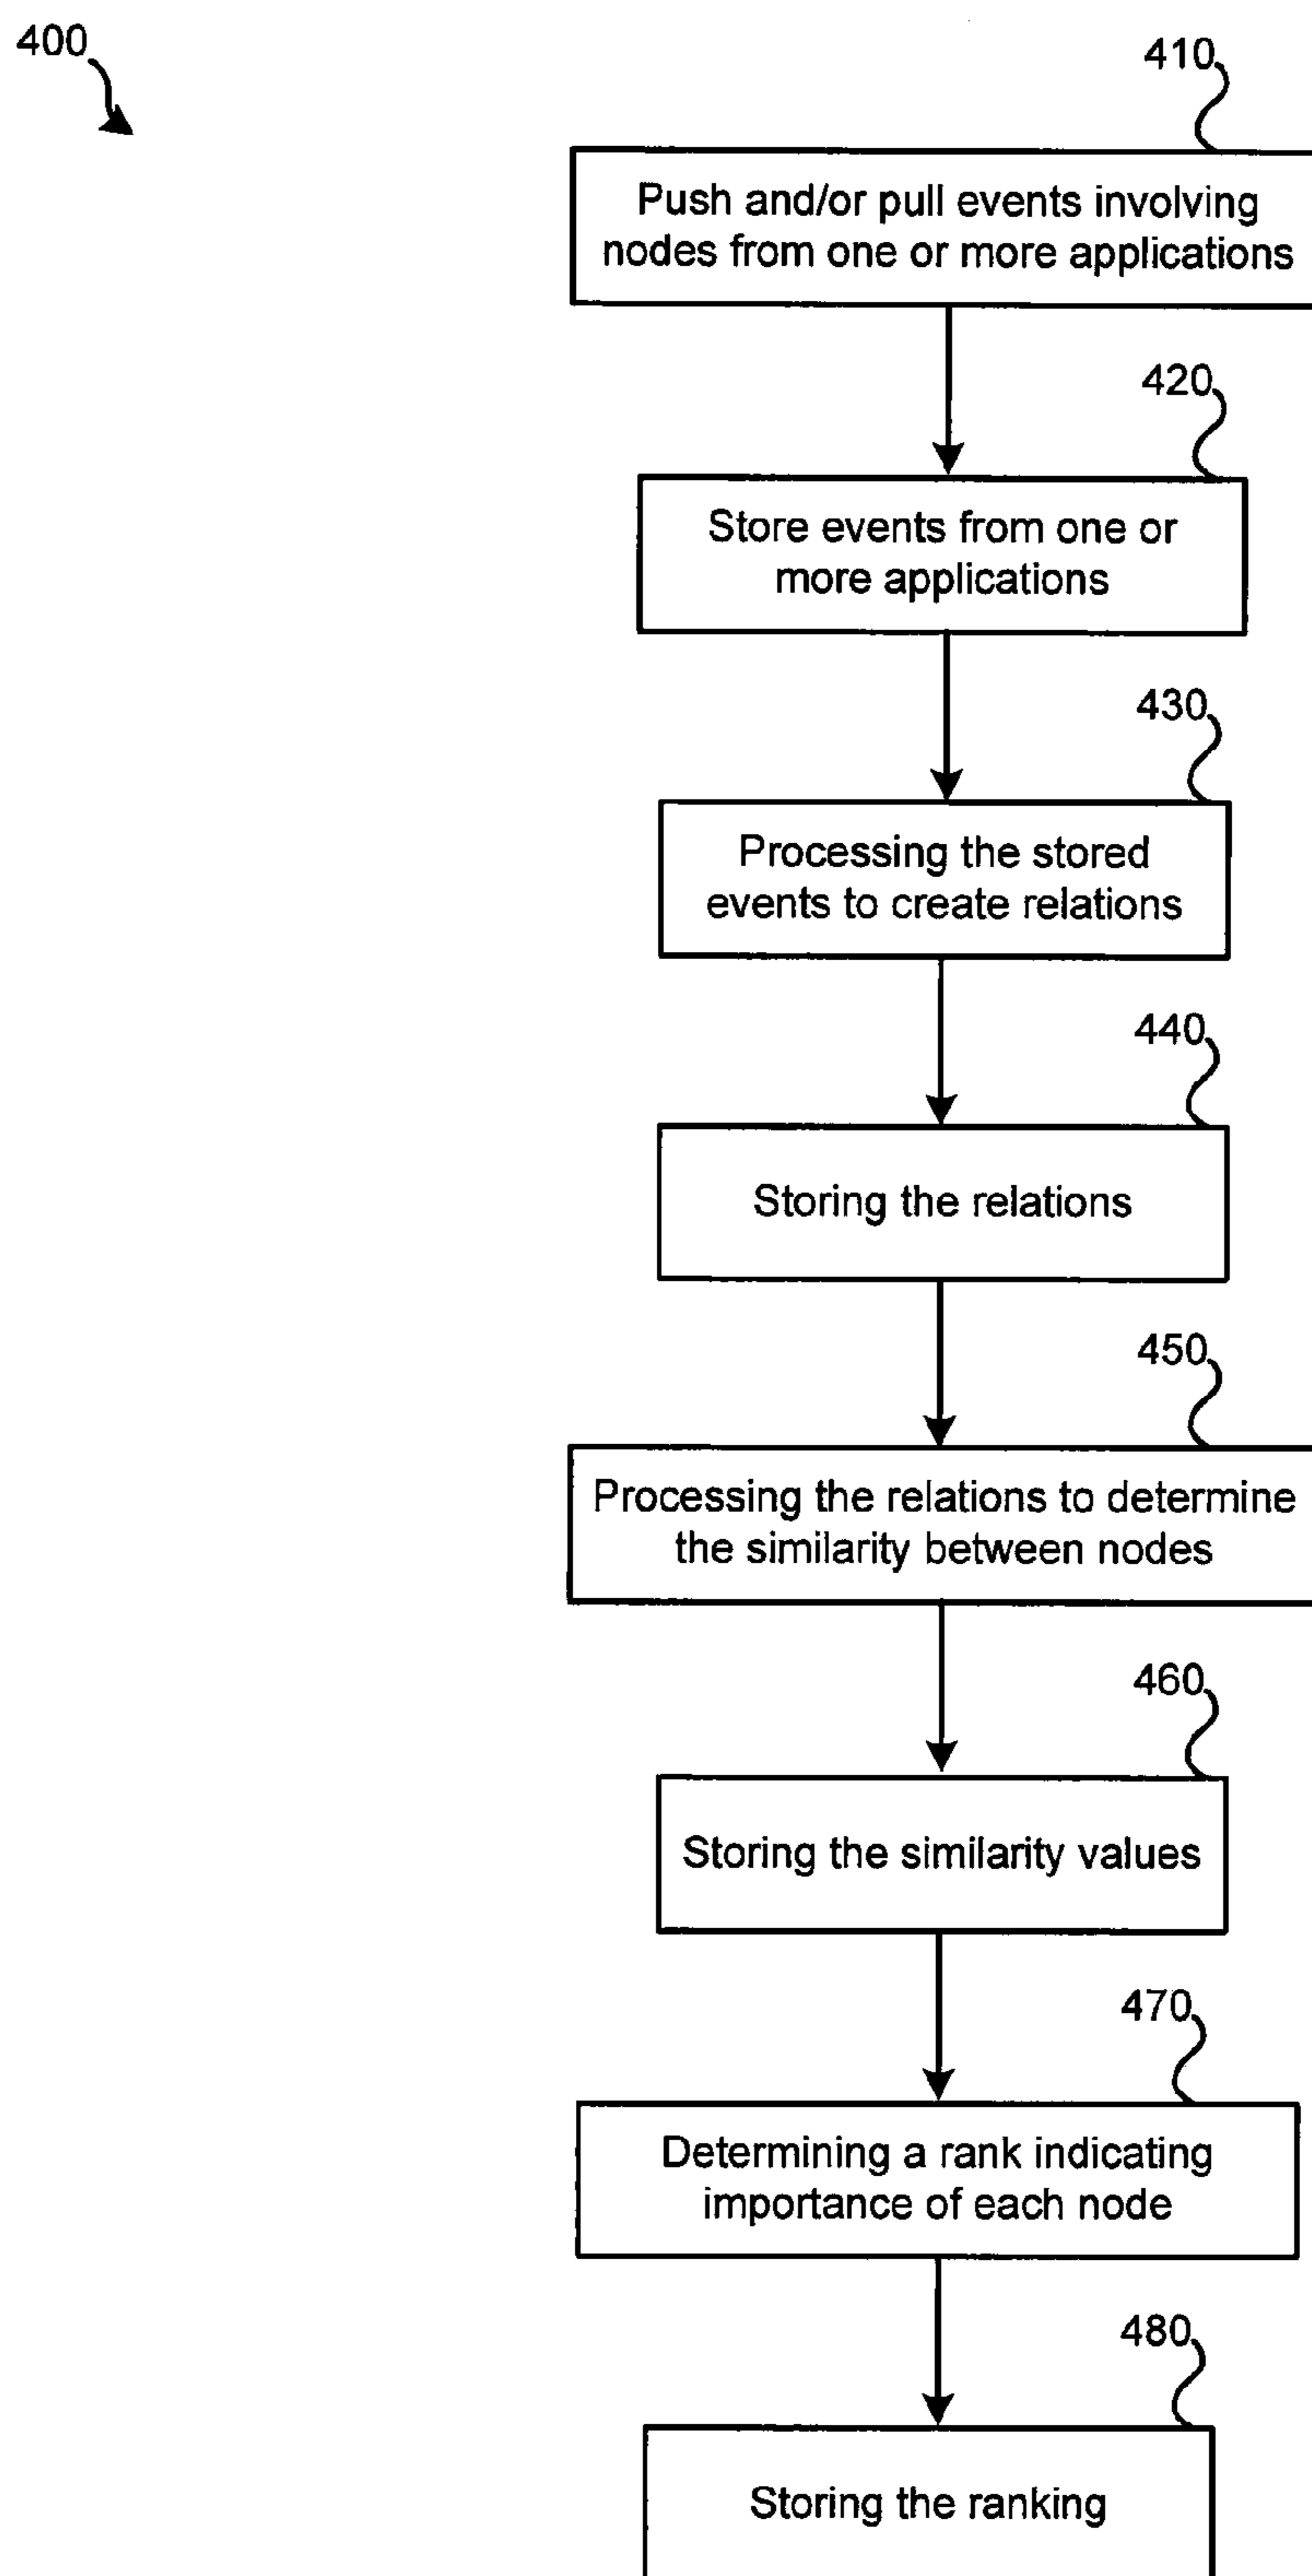 400
410
Push and/or pull events involving
nodes from one or more applications
420
Store events from one or
more applications
430
Processing the stored
events to create relations
440
Storing the relations
450
Processing the relations to determine
the similarity between nodes
460
Storing the similarity values
470
Determining a rank indicating
importance of each node
480
Storing the ranking